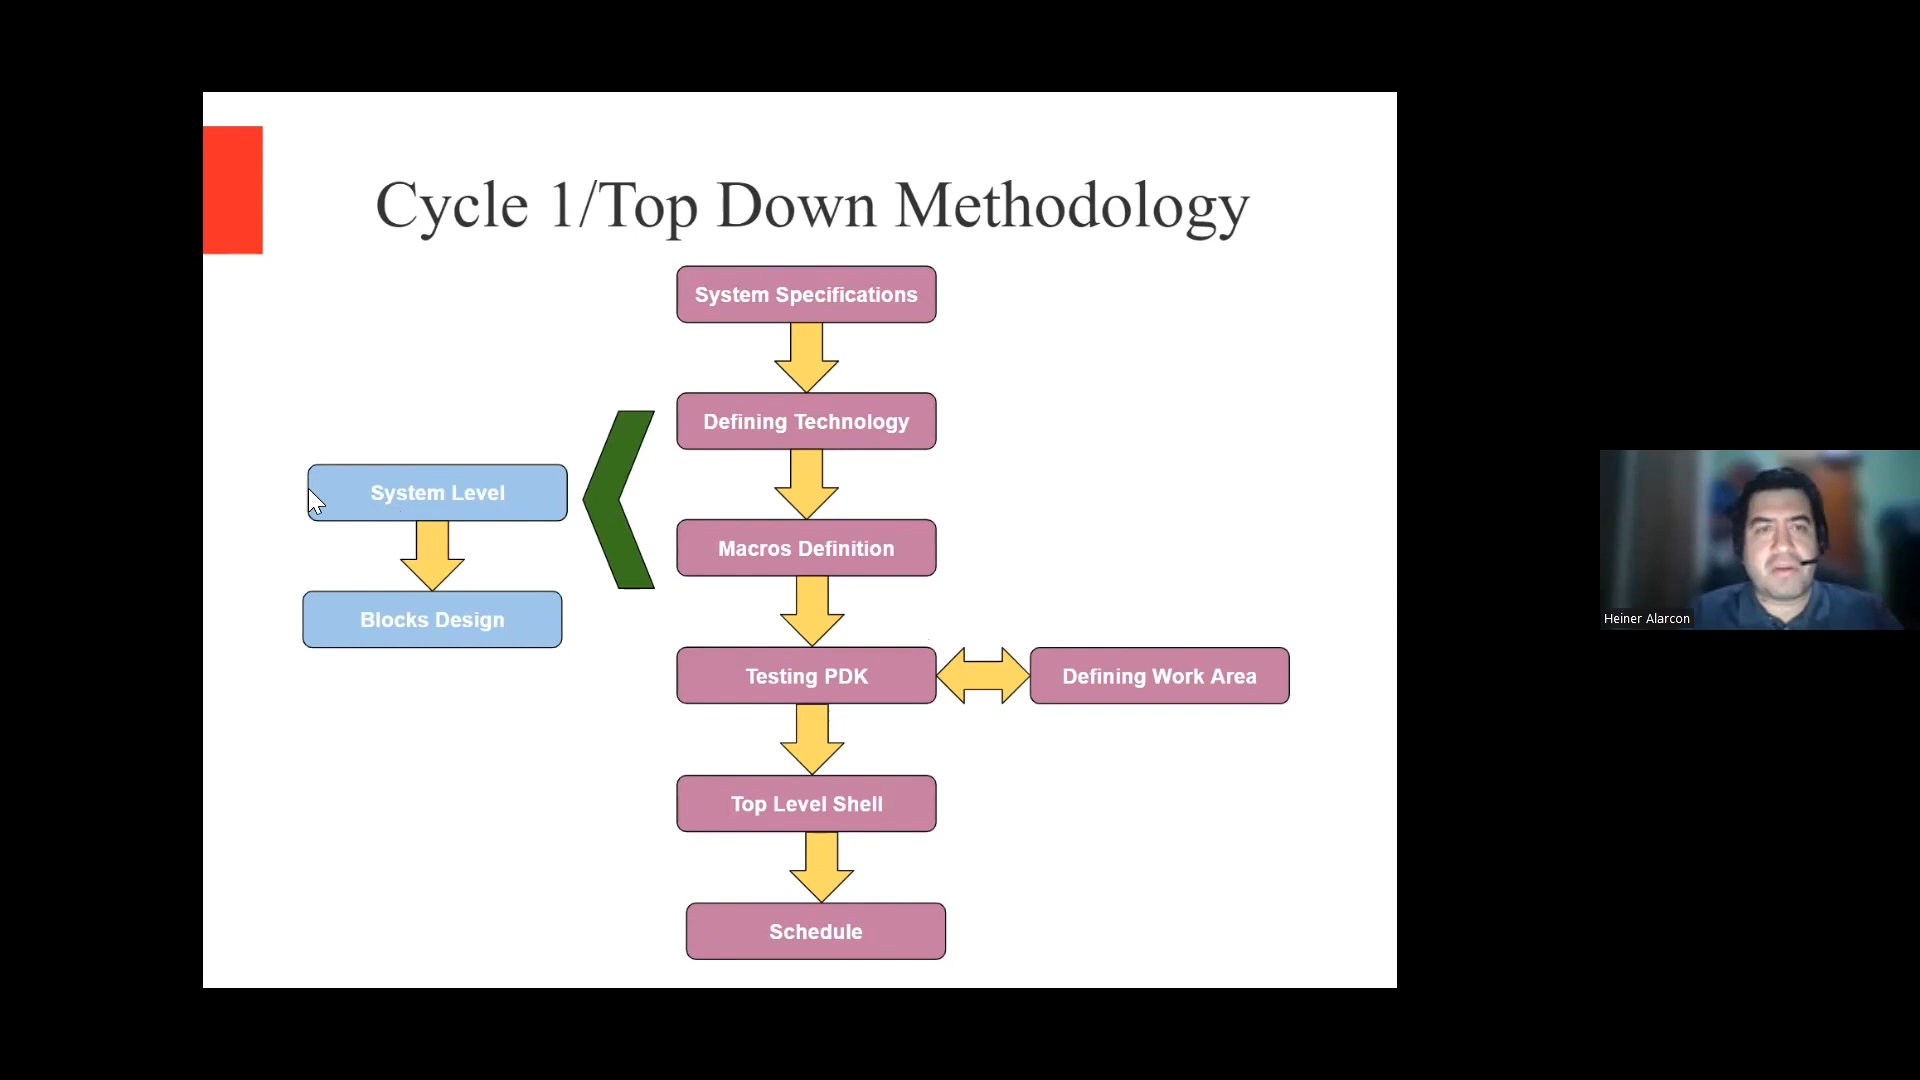 Cycle 1/Top Down Methodology
System Specifications
Defining Technology
System Level
Macros Definition
Blocks Design
Testing PDK
Defining Work Area
Top Level Shell
Schedule
Heiner Alarcon